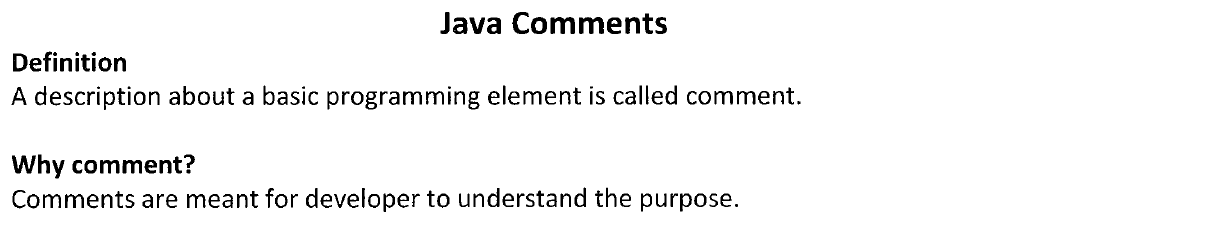 Java Comments
Definition
A description about a basic programming element is called comment.
Why comment?
Comments are meant for developer to understand the purpose.